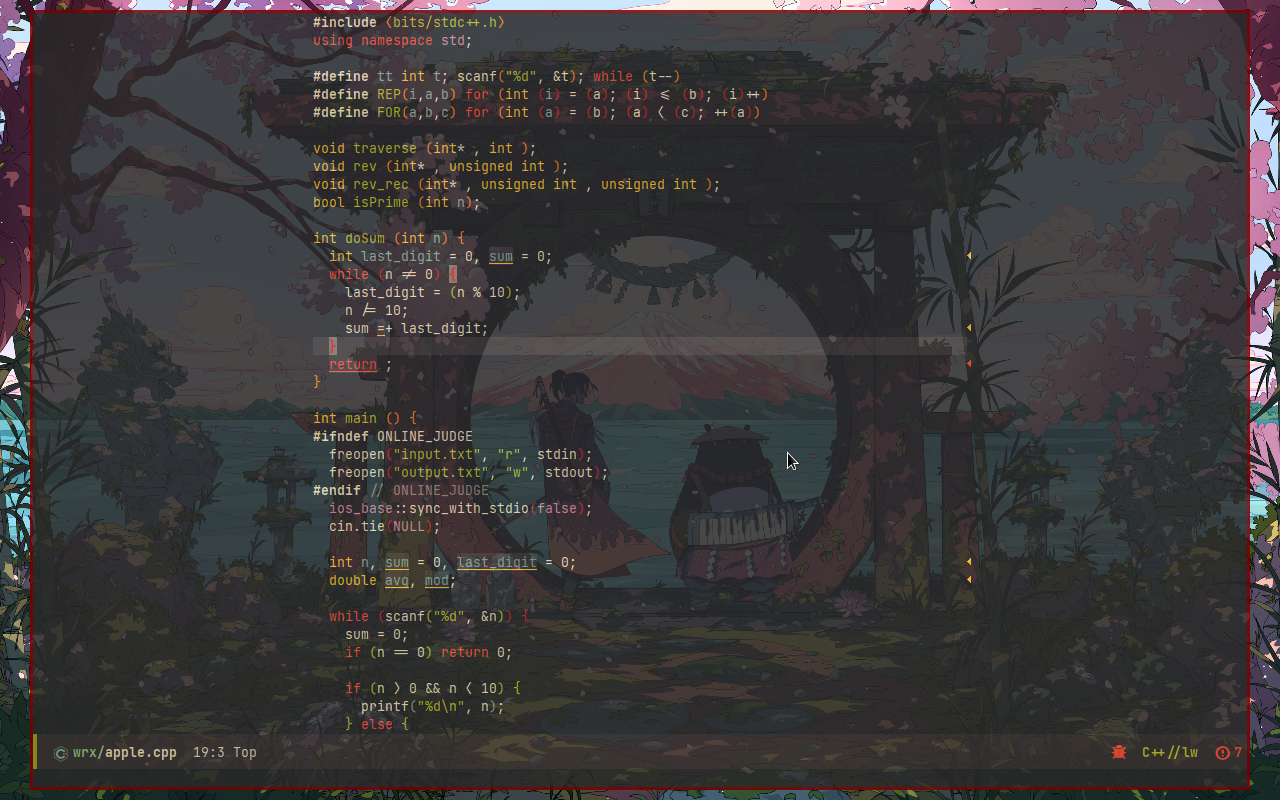 #include <bits/stdc++.h>
using namespace std;
#define tt int t; scanf("%d", &t); while (t--)
#define REP(i,a,b) for (int (i) = (a); (i) <= (b); (i)++)
#define FOR(a,b,c) for (int (a) = (b); (a) < (c); ++(a))
void traverse (int* , int );
void rev (int* , unsigned int );
void rev_rec (int* , unsigned int , unsigned int );
bool isPrime (int n);
int doSum (int n) {
int last_digit = 0, sum = 0;
while (n != 0) {
last_digit = (n % 10);
n /= 10;
sum =+ last_digit;
}
return ;
}
int main () {
#ifndef ONLINE_JUDGE
freopen("input.txt", "r", stdin);
freopen("output.txt", "w", stdout);
#endif // ONLINE_JUDGE
ios_base::sync_with_stdio(false);
cin.tie(NULL);
int n, sum = 0, last_digit = 0;
double avg, mod;
while (scanf("%d", &n)) {
sum = 0;
if (n == 0) return 0;
if (n > 0 && n < 10) {
printf("%d\n", n);
} else {
wrx/apple.cpp 19:3 Top C++//lw 7